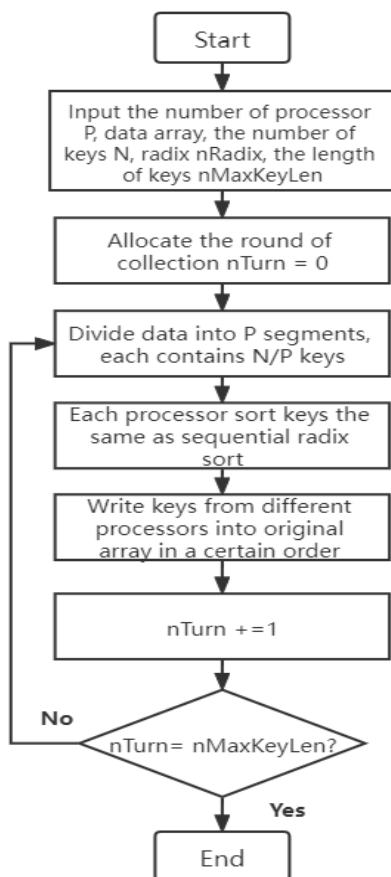 Start
Input the number of processor
P, data array, the number of
keys N, radix nRadix, the length
of keys nMaxKeyLen
Allocate the round of
collection nTurn = 0
Divide data into P segments,
each contains N/P keys
Each processor sort keys the
same as sequential radix
sort
Write keys from different
processors into original
array in a certain order
nTurn +=1
No
nTurn= nMaxKeyLen?
Yes
End